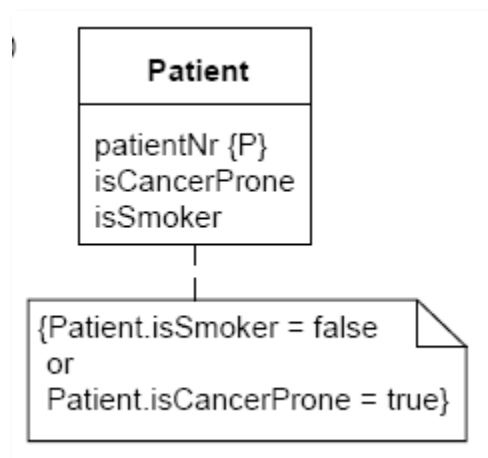 )
Patient
patientNr {P}
isCancerProne
isSmoker
{Patient.isSmoker = false
or
Patient.isCancerProne = true}